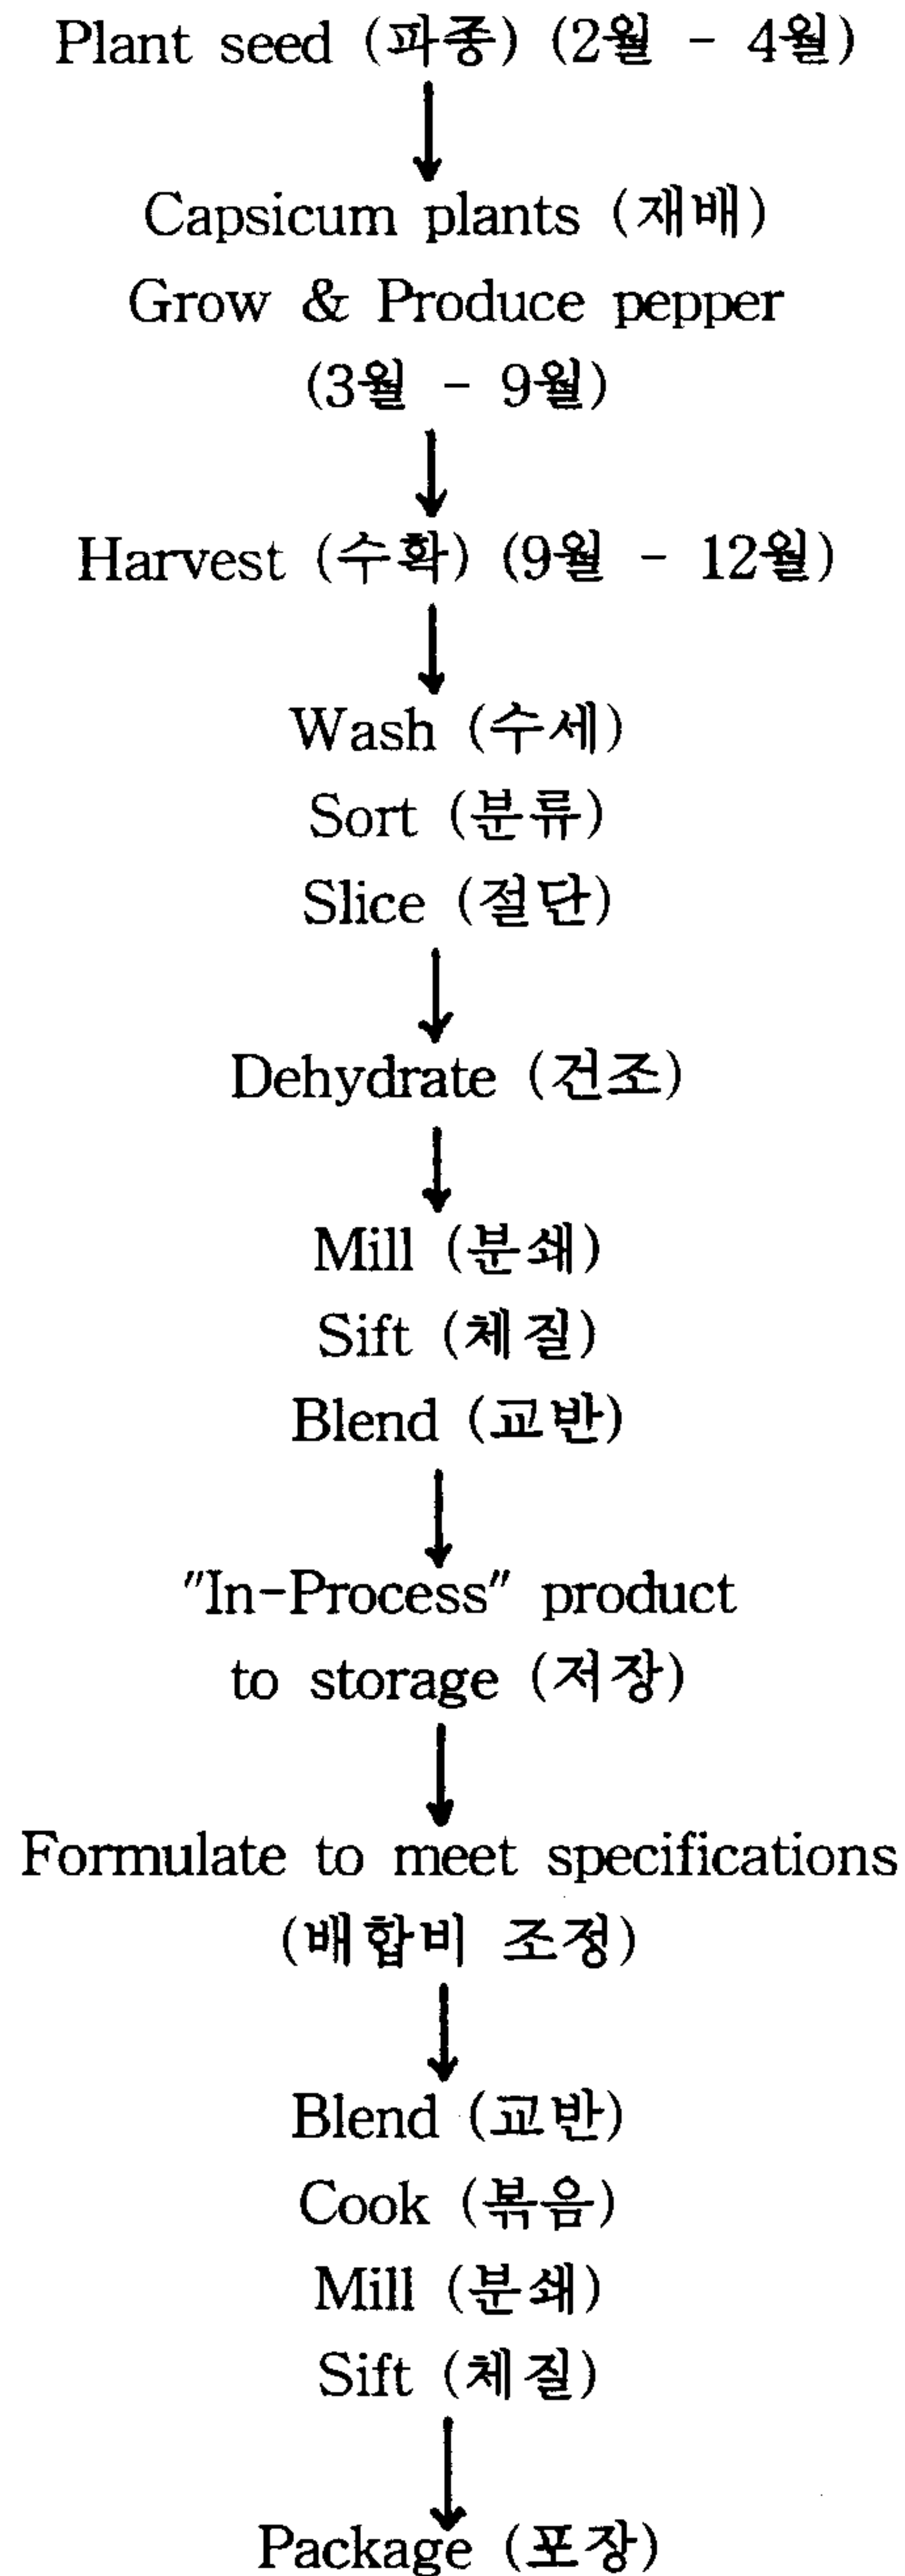 Plant seed (파종) (2월 - 4월)
Capsicum plants (재배)
Grow & Produce pepper
(3월 - 9월)
Harvest (수확) (9월 - 12월)
Wash (수세)
Sort (분류)
Slice (절단)
Dehydrate (건조)
Mill (분쇄)
Sift (체질)
Blend (교반)
"In-Process" product
to storage (저장)
Formulate to meet specifications
(배합비 조정)
Blend (교반)
Cook (볶음)
Mill (분쇄)
Sift (체질)
Package (포장)